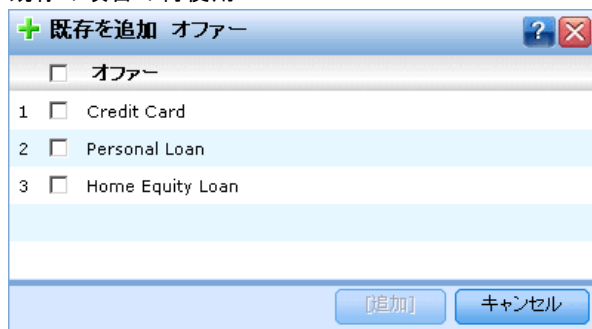 既存を追加 オファー
?
オファー
1 Credit Card
2 Personal Loan
3 Home Equity Loan
[追加] キャンセル